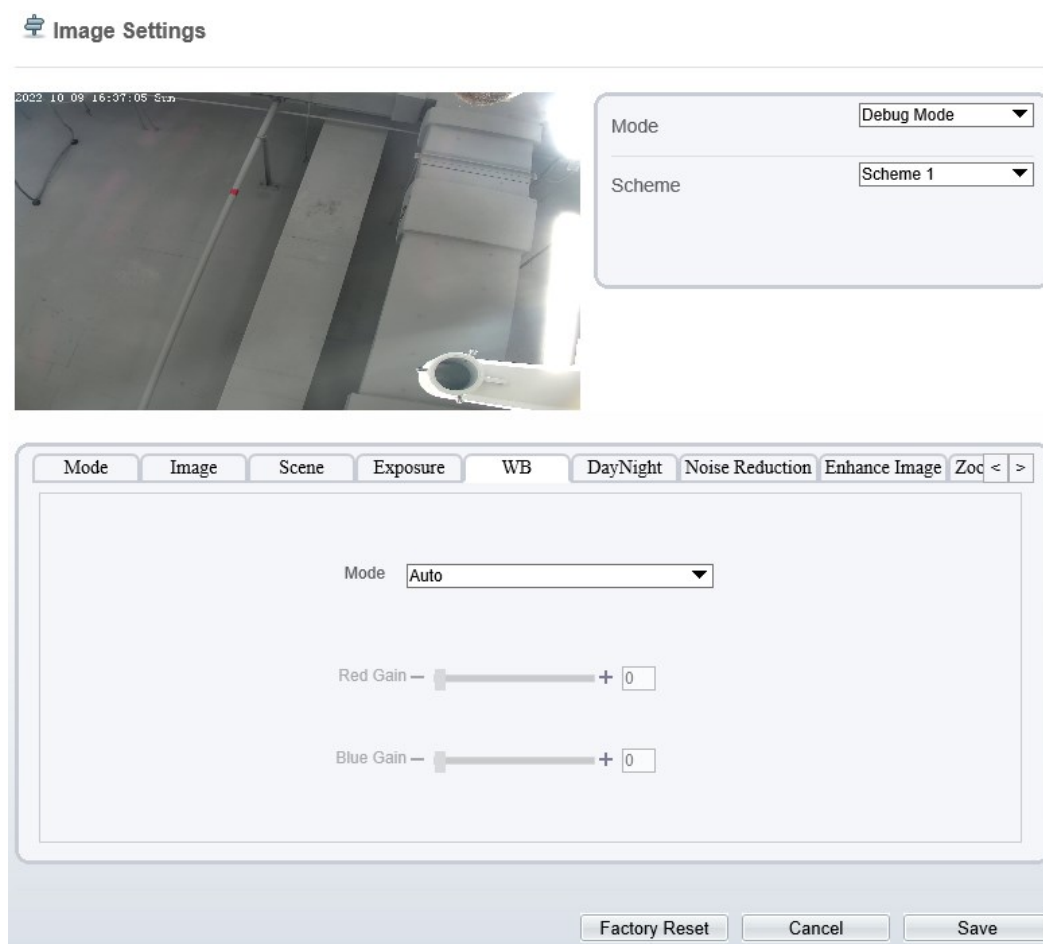 Image Settings
2022-10-09 16:37:05 Sun
Mode
Debug Mode
Scheme
Scheme 1
Mode Image Scene Exposure WB DayNight Noise Reduction Enhance Image Zoo < >
Mode Auto
Red Gain − + 0
Blue Gain − + 0
Factory Reset Cancel Save